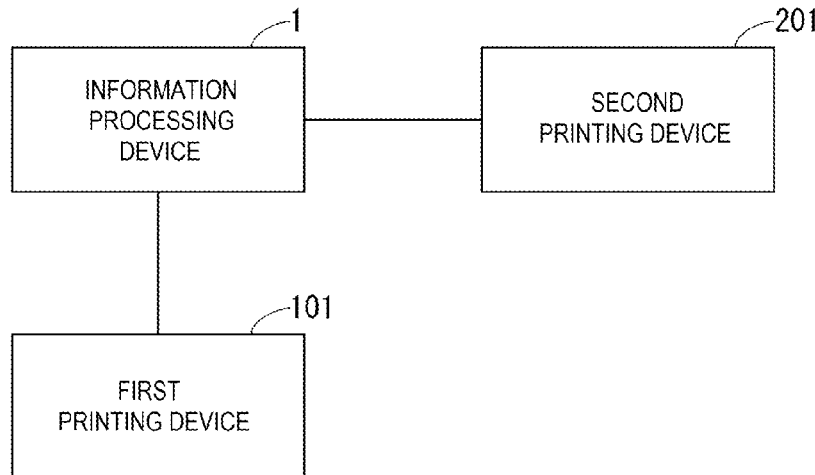 1
INFORMATION
PROCESSING
DEVICE
201
SECOND
PRINTING DEVICE
101
FIRST
PRINTING DEVICE